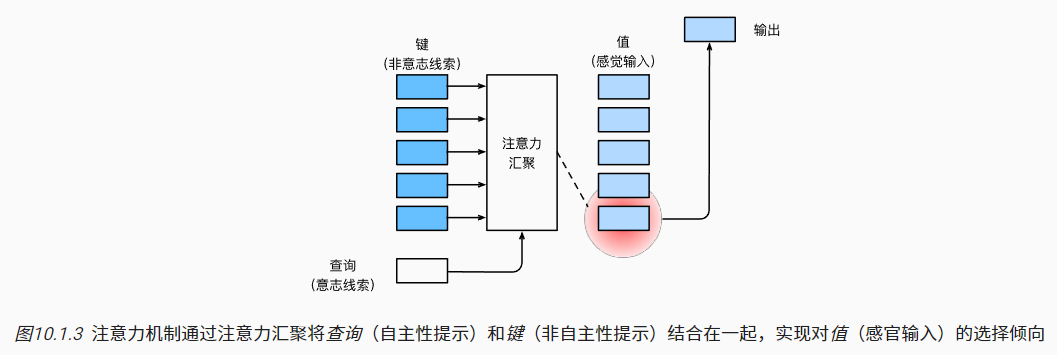 键
(非意志线索)
值
(感觉输入)
输出
注意力
汇聚
查询
(意志线索)
图10.1.3 注意力机制通过注意力汇聚将查询（自主性提示）和键（非自主性提示）结合在一起，实现对值（感官输入）的选择倾向